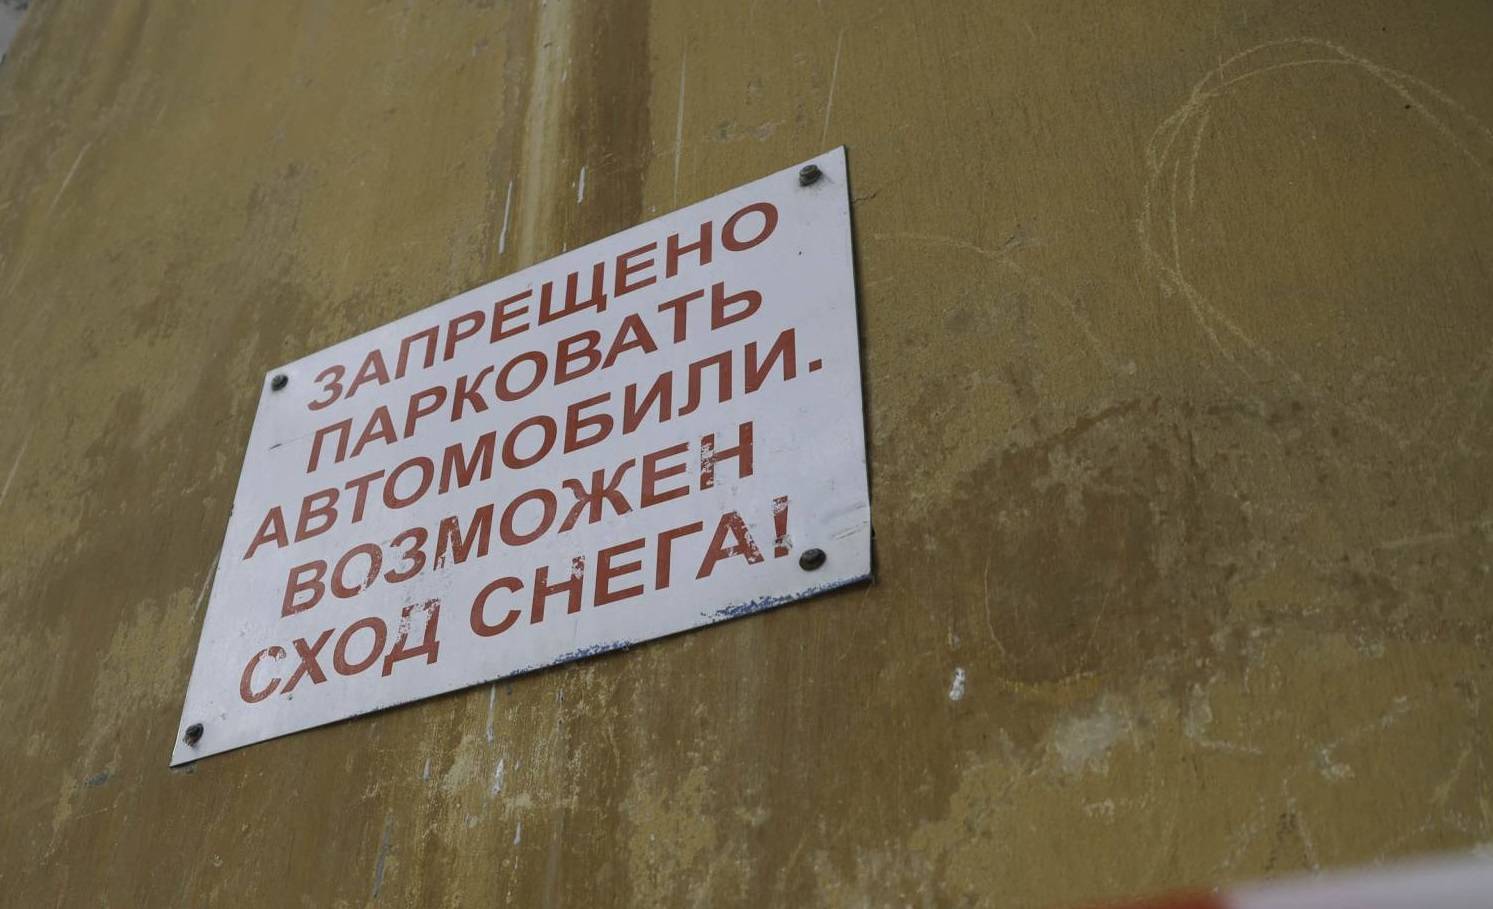 ЗАПРЕЩЕНО
ПАРКОВАТЬ
АВТОМОБИЛИ.
ВОЗМОЖЕН
СХОД СНЕГА!